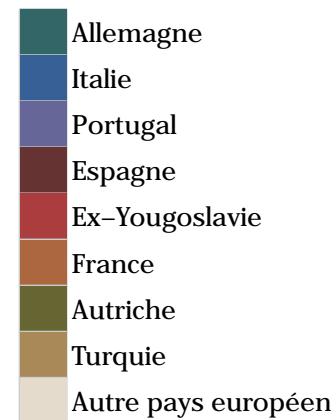 Allemagne
Italie
Portugal
Espagne
Ex–Yougoslavie
France
Autriche
Turquie
Autre pays européen